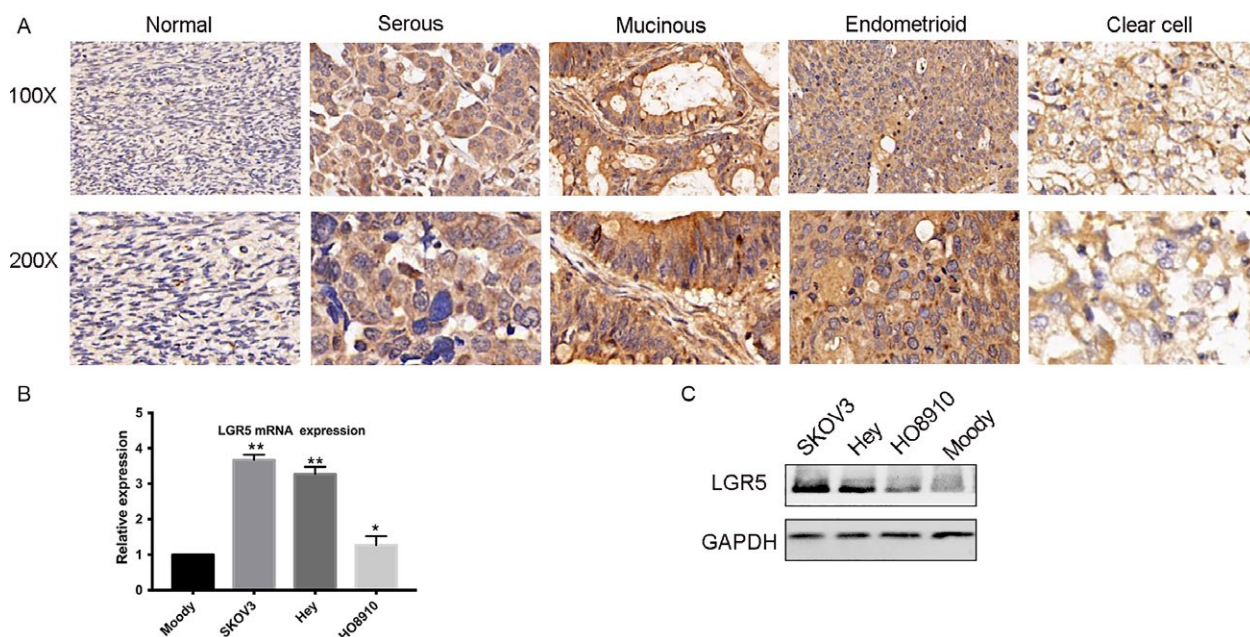 A
Normal
Serous
Mucinous
Endometrioid
Clear cell
100X
200X
B
LGR5 mRNA expression
Relative expression
5
4
3
2
1
0
**
**
*
Moody
SKOV3
Hey
HO8910
C
SKOV3
Hey
HO8910
Moody
LGR5
GAPDH